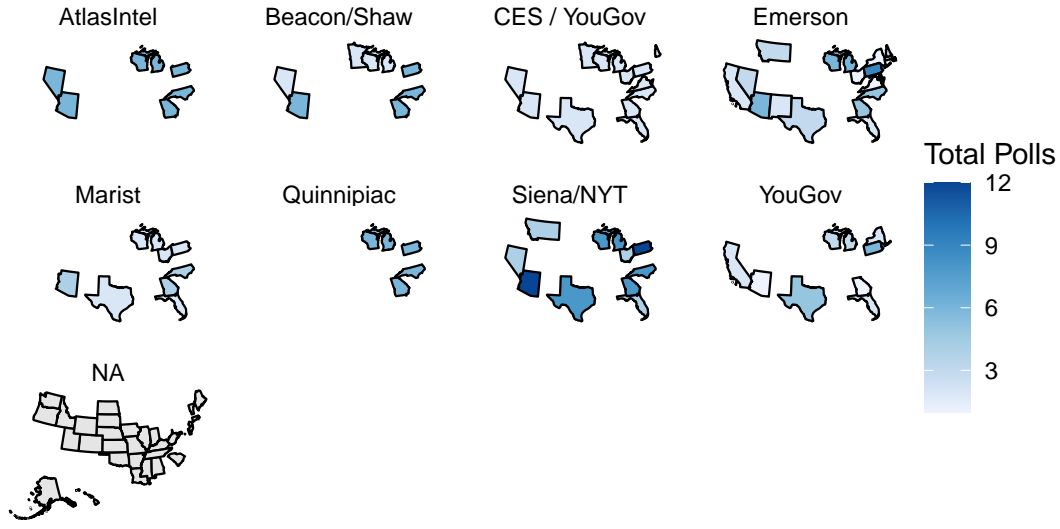 AtlasIntel
Beacon/Shaw
CES / YouGov
Emerson
Marist
Quinnipiac
Siena/NYT
YouGov
NA
Total Polls
12
9
6
3